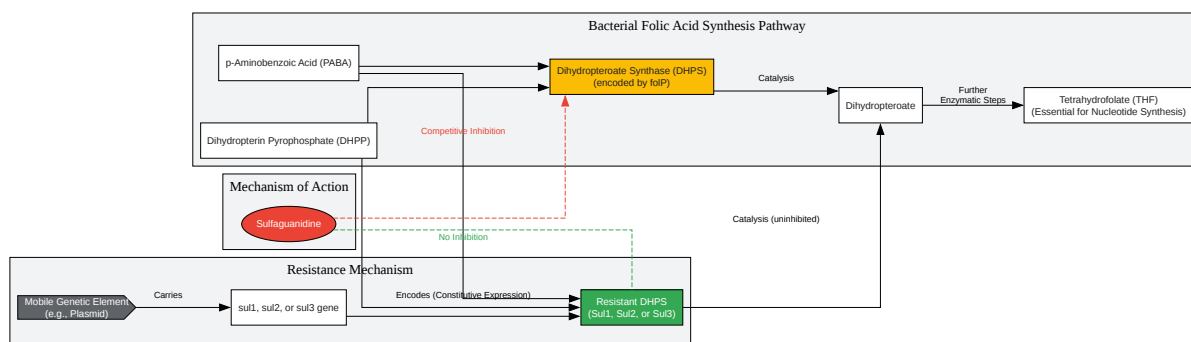 Bacterial Folic Acid Synthesis Pathway
p-Aminobenzoic Acid (PABA)
Dihydropteroate Synthase (DHPS)
(encoded by folP)
Catalysis
Dihydropteroate
Further
Enzymatic Steps
Tetrahydrofolate (THF)
(Essential for Nucleotide Synthesis)
Dihydropterin Pyrophosphate (DHPP)
Competitive Inhibition
Mechanism of Action
Sulfaguanidine
No Inhibition
Catalysis (uninhibited)
Resistance Mechanism
Mobile Genetic Element
(e.g., Plasmid)
Carries
sul1, sul2, or sul3 gene
Encodes (Constitutive Expression)
Resistant DHPS
(Sul1, Sul2, or Sul3)